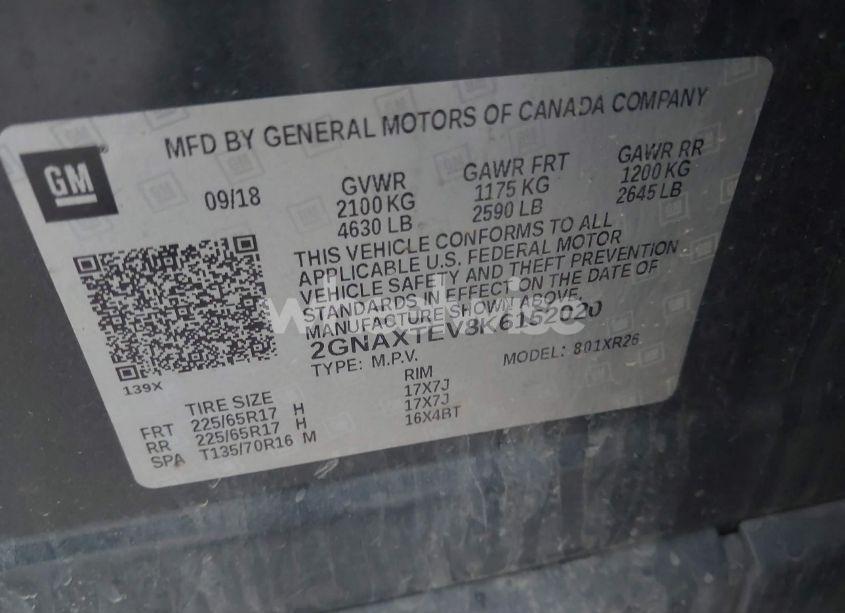 MFD BY GENERAL MOTORS OF CANADA COMPANY
GM
09/18
GVWR
2100 KG
4630 LB
GAWR FRT
1175 KG
2590 LB
GAWR RR
1200 KG
2645 LB
THIS VEHICLE CONFORMS TO ALL
APPLICABLE U.S. FEDERAL MOTOR
VEHICLE SAFETY AND THEFT PREVENTION
STANDARDS IN EFFECT ON THE DATE OF
MANUFACTURE SHOWN ABOVE.
2GNAXTEV8K6152020
TYPE: M.P.V.
MODEL: 801XR26
139X
TIRE SIZE
RIM
FRT 225/65R17 H 17X7J
RR 225/65R17 H 17X7J
SPA T135/70R16 M 16X4BT